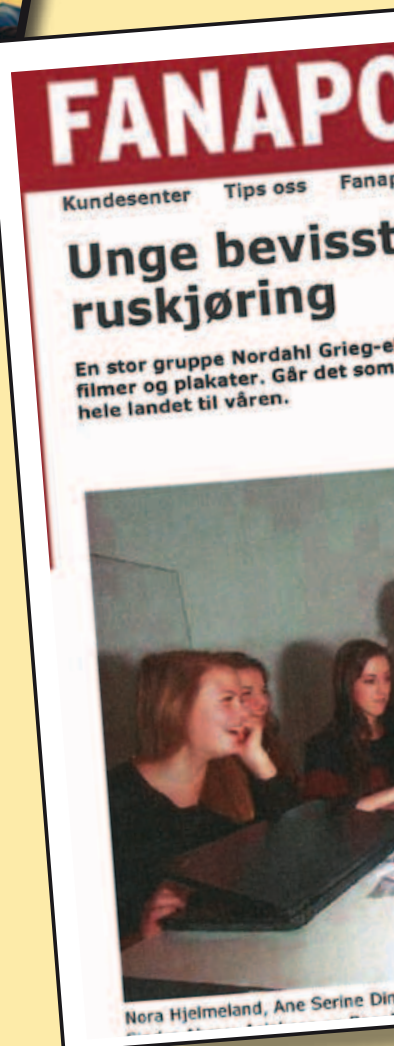 FANAPO
Kundesenter Tips oss Fanap
Unge bevisst
ruskjøring
En stor gruppe Nordahl Grieg-el
filmer og plakater. Går det som
hele landet til våren.
Nora Hjelmeland, Ane Serine Din